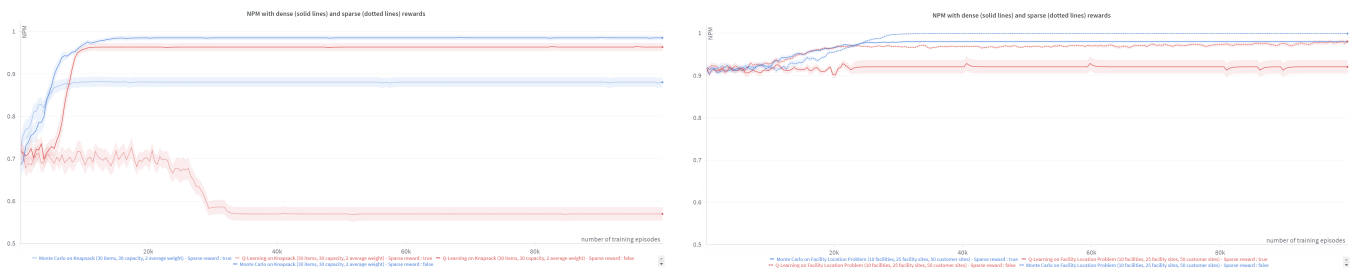 NPM with dense (solid lines) and sparse (dotted lines) rewards
NPM
1
0.9
0.8
0.7
0.6
0.5
20k
40k
60k
80k
number of training episodes
Monte Carlo on Knapsack (30 items, 30 capacity, 2 average weight) - Sparse reward : true
Q-Learning on Knapsack (30 items, 30 capacity, 2 average weight) - Sparse reward : true
Q-Learning on Knapsack (30 items, 30 capacity, 2 average weight) - Sparse reward : false
Monte Carlo on Knapsack (30 items, 30 capacity, 2 average weight) - Sparse reward : false
NPM with dense (solid lines) and sparse (dotted lines) rewards
NPM
1
0.9
0.8
0.7
0.6
0.5
20k
40k
60k
80k
number of training episodes
Monte Carlo on Facility Location Problem (10 facilities, 25 facility sites, 50 customer sites) - Sparse reward : true
Q-Learning on Facility Location Problem (10 facilities, 25 facility sites, 50 customer sites) - Sparse reward : true
Q-Learning on Facility Location Problem (10 facilities, 25 facility sites, 50 customer sites) - Sparse reward : false
Monte Carlo on Facility Location Problem (10 facilities, 25 facility sites, 50 customer sites) - Sparse reward : false